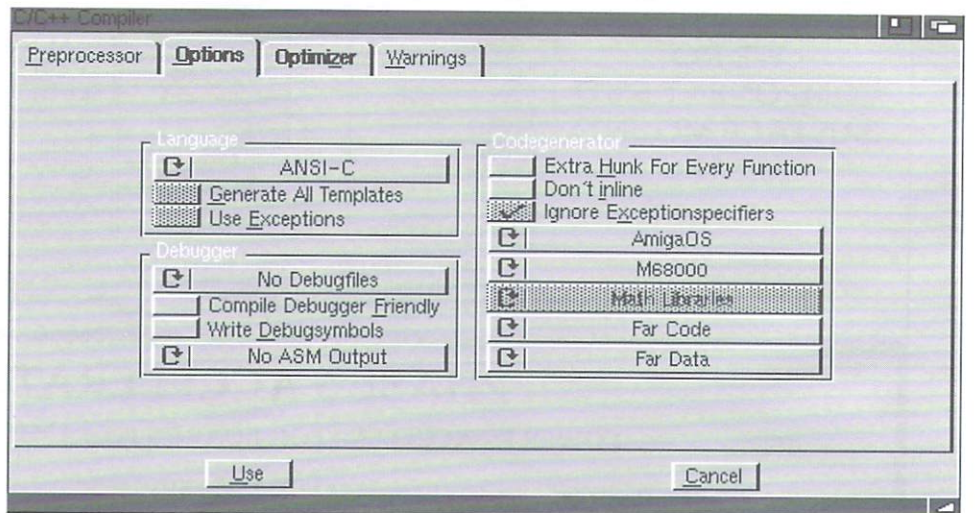 C/C++ Compiler
Preprocessor
Options
Optimizer
Warnings
Language
ANSI-C
Generate All Templates
Use Exceptions
Debugger
No Debugfiles
Compile Debugger Friendly
Write Debugsymbols
No ASM Output
Codegenerator
Extra Hunk For Every Function
Don't inline
Ignore Exceptionspecifiers
AmigaOS
M68000
Math Libraries
Far Code
Far Data
Use
Cancel